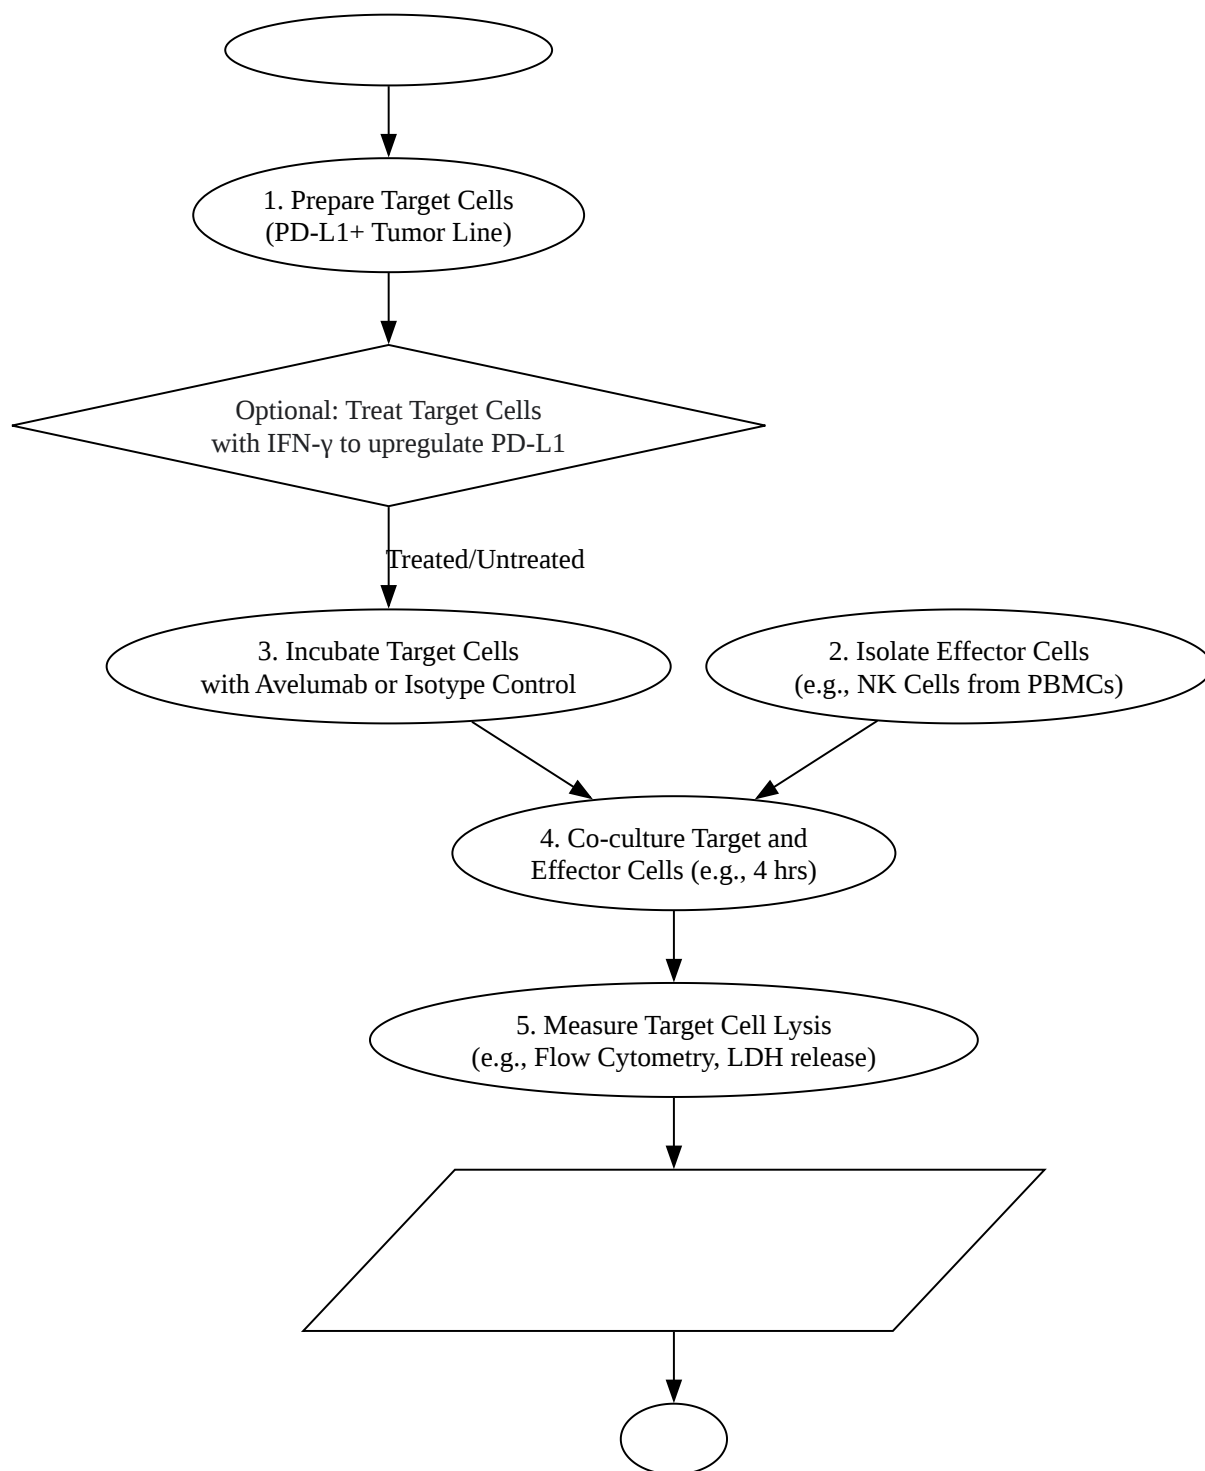 1. Prepare Target Cells
(PD-L1+ Tumor Line)
Optional: Treat Target Cells
with IFN-γ to upregulate PD-L1
Treated/Untreated
3. Incubate Target Cells
with Avelumab or Isotype Control
2. Isolate Effector Cells
(e.g., NK Cells from PBMCs)
4. Co-culture Target and
Effector Cells (e.g., 4 hrs)
5. Measure Target Cell Lysis
(e.g., Flow Cytometry, LDH release)